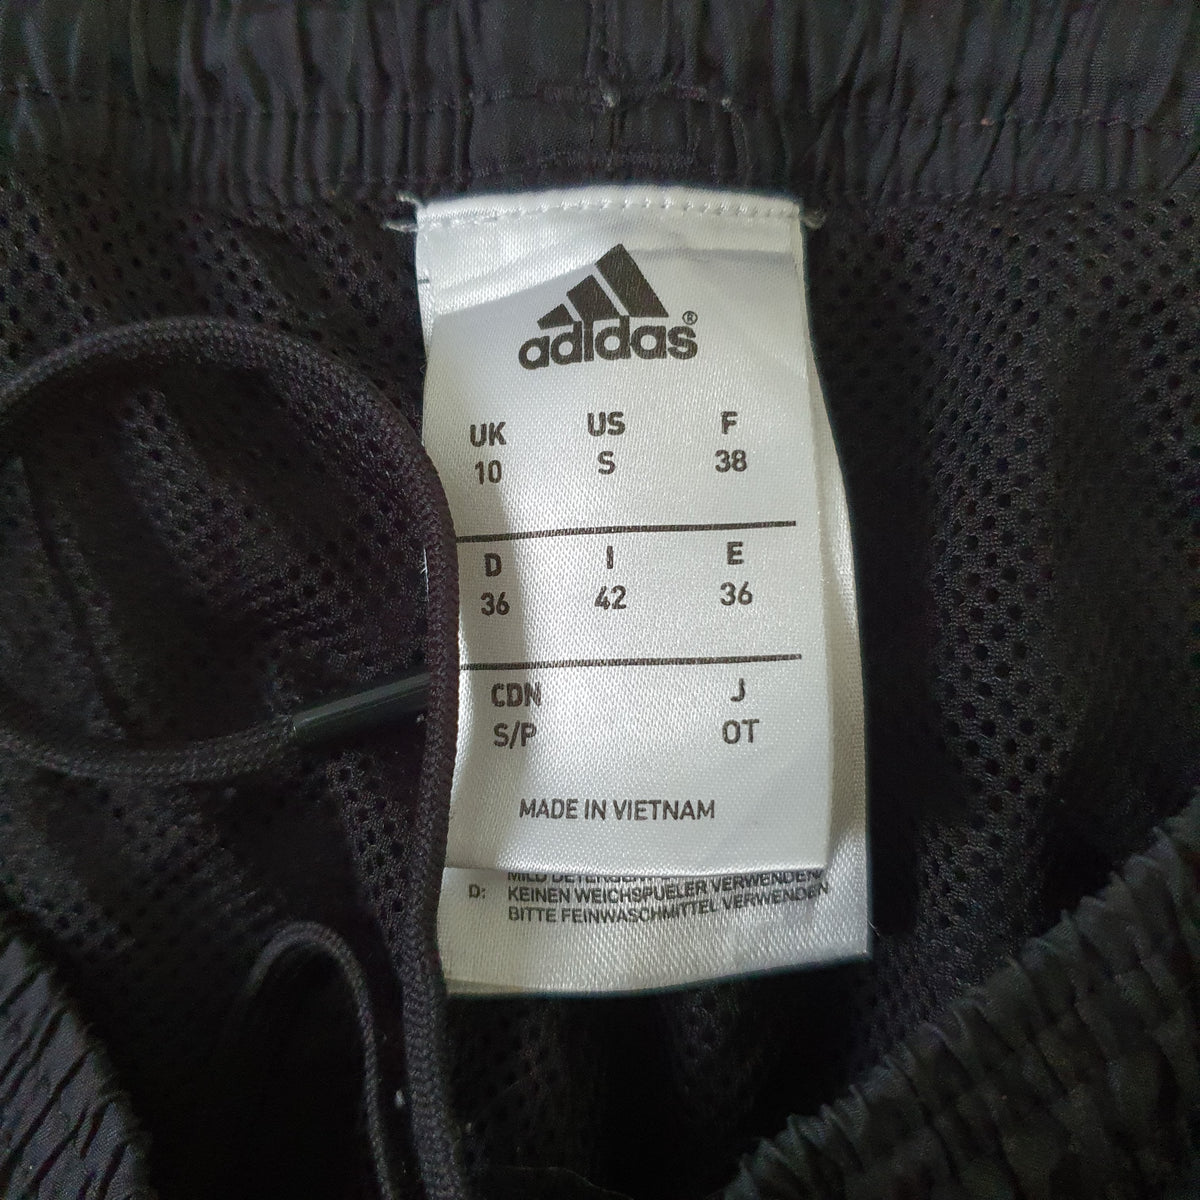 adidas®
UK US F
10 S 38
D I E
36 42 36
CDN J
S/P OT
MADE IN VIETNAM
MILD
D: KEINEN WEICHSPUELER VERWENDEN
BITTE FEINWASCHMITTEL VERWENDEN